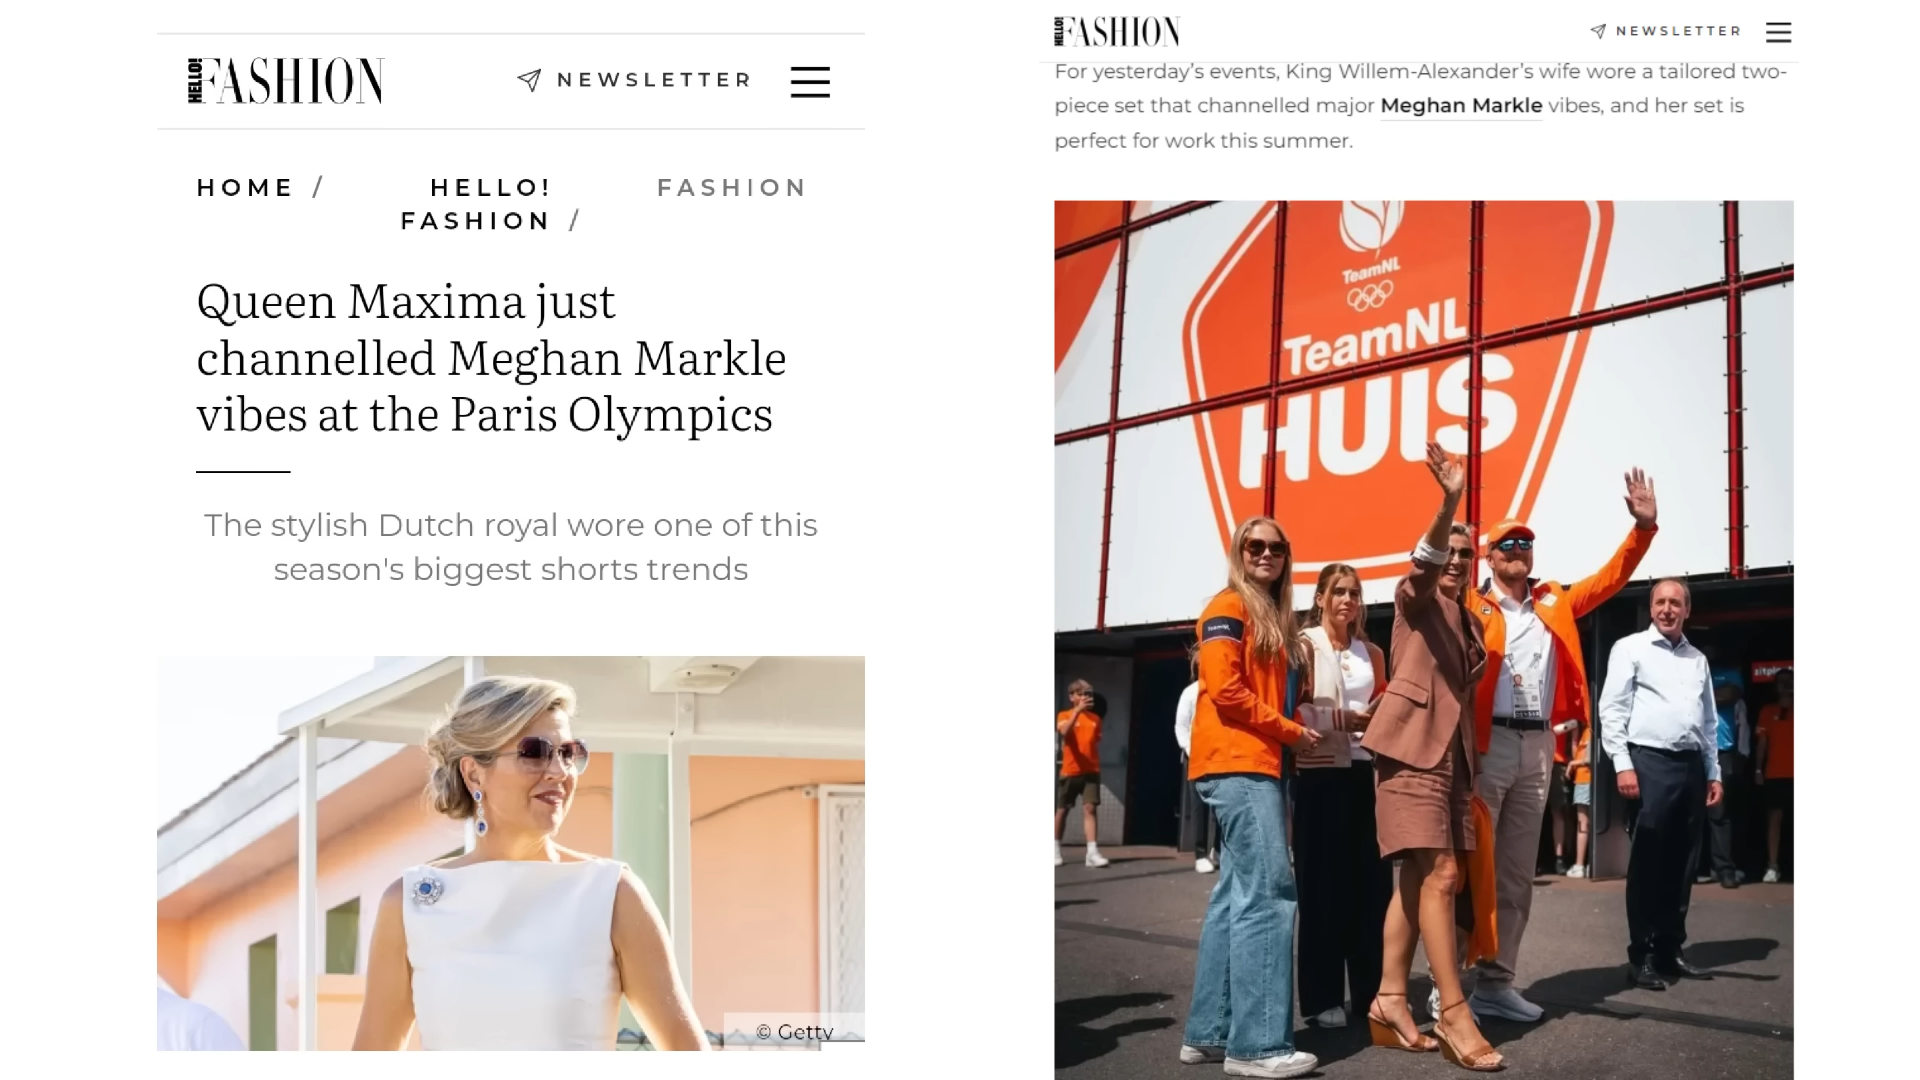 HELLO! FASHION
NEWSLETTER
HOME / HELLO! FASHION
FASHION /
Queen Maxima just
channelled Meghan Markle
vibes at the Paris Olympics
The stylish Dutch royal wore one of this
season's biggest shorts trends
© Getty
HELLO! FASHION
NEWSLETTER
For yesterday’s events, King Willem-Alexander’s wife wore a tailored two-
piece set that channelled major Meghan Markle vibes, and her set is
perfect for work this summer.
TeamNL
TeamNL
HUIS
TeamNL